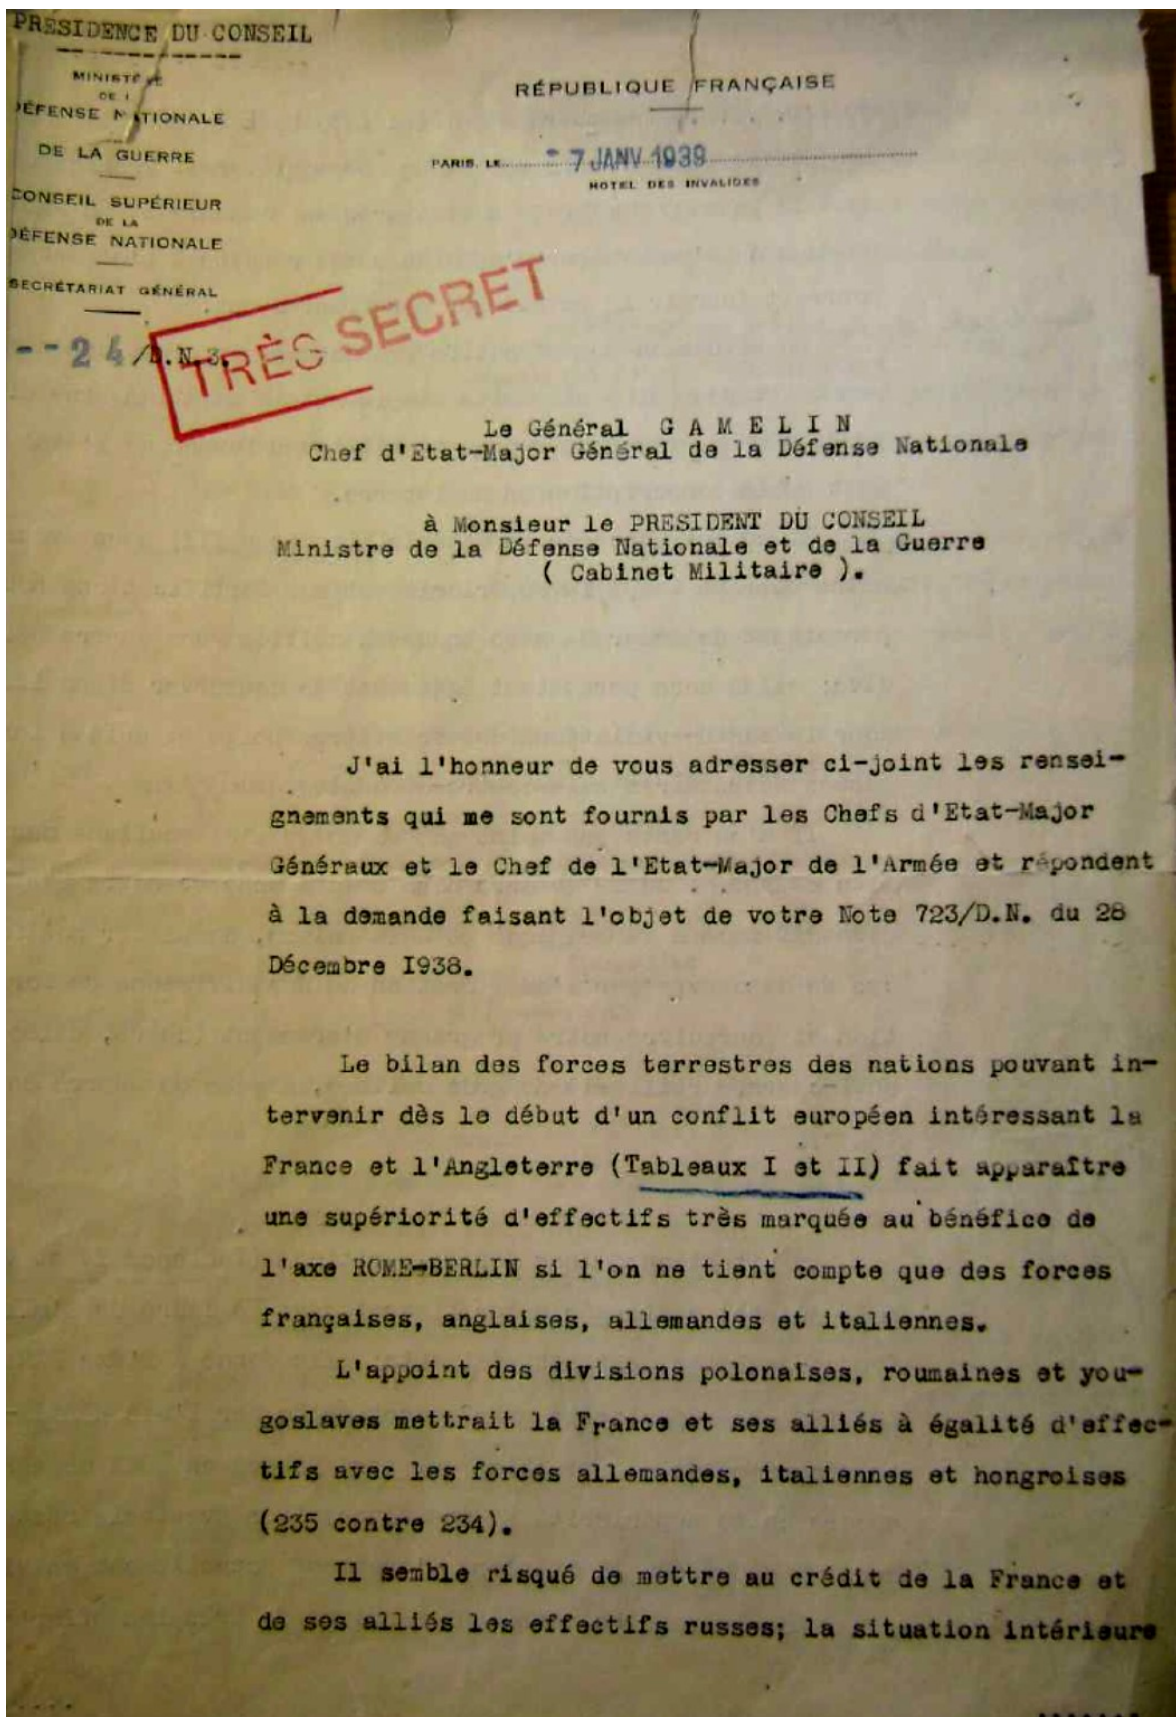 PRESIDENCE DU CONSEIL
MINISTÈRE
DE L
DÉFENSE NATIONALE
DE LA GUERRE
CONSEIL SUPÉRIEUR
DE LA
DÉFENSE NATIONALE
SECRÉTARIAT GÉNÉRAL
--24/D.N.3.
RÉPUBLIQUE FRANÇAISE
PARIS, LE - 7 JANV 1939
HOTEL DES INVALIDES
TRÈS SECRET
Le Général G A M E L I N
Chef d'Etat-Major Général de la Défense Nationale
à Monsieur le PRESIDENT DU CONSEIL
Ministre de la Défense Nationale et de la Guerre
( Cabinet Militaire ).
J'ai l'honneur de vous adresser ci-joint les rensei-
gnements qui me sont fournis par les Chefs d'Etat-Major
Généraux et le Chef de l'Etat-Major de l'Armée et répondent
à la demande faisant l'objet de votre Note 723/D.N. du 28
Décembre I938.
Le bilan des forces terrestres des nations pouvant in-
tervenir dès le début d'un conflit européen intéressant la
France et l'Angleterre (Tableaux I et II) fait apparaître
une supériorité d'effectifs très marquée au bénéfice de
l'axe ROME-BERLIN si l'on ne tient compte que des forces
françaises, anglaises, allemandes et italiennes.
L'appoint des divisions polonaises, roumaines et you-
goslaves mettrait la France et ses alliés à égalité d'effec-
tifs avec les forces allemandes, italiennes et hongroises
(235 contre 234).
Il semble risqué de mettre au crédit de la France et
de ses alliés les effectifs russes; la situation intérieure